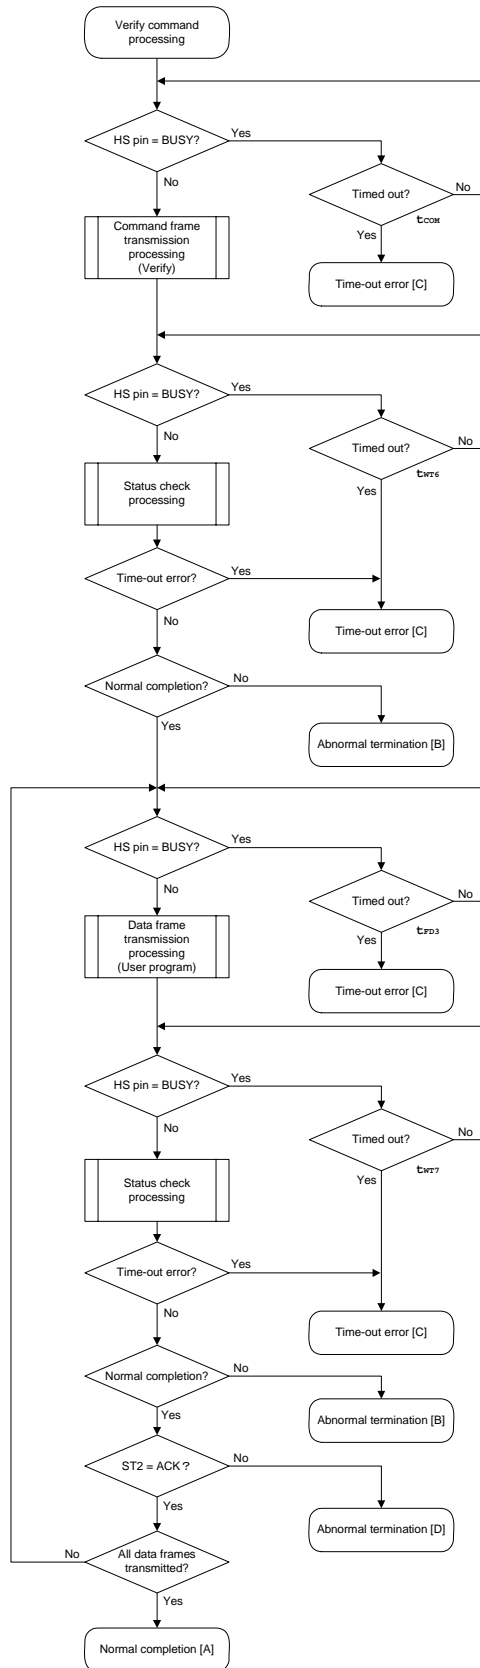 Verify command
processing
HS pin = BUSY?
Yes
No
Timed out?
No
tCOM
Yes
Command frame
transmission
processing
(Verify)
Time-out error [C]
HS pin = BUSY?
Yes
No
Timed out?
No
tWT6
Yes
Status check
processing
Time-out error?
Yes
No
Time-out error [C]
Normal completion?
No
Yes
Abnormal termination [B]
HS pin = BUSY?
Yes
No
Timed out?
No
tFD3
Yes
Data frame
transmission
processing
(User program)
Time-out error [C]
HS pin = BUSY?
Yes
No
Timed out?
No
tWT7
Yes
Status check
processing
Time-out error?
Yes
No
Time-out error [C]
Normal completion?
No
Yes
Abnormal termination [B]
ST2 = ACK?
No
Yes
Abnormal termination [D]
All data frames
transmitted?
No
Yes
Normal completion [A]